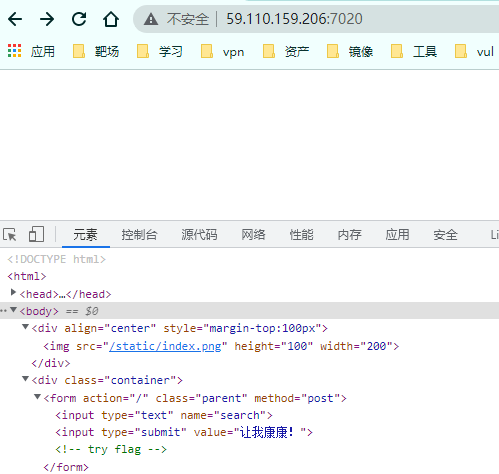 不安全 | 59.110.159.206:7020
应用 靶场 学习 vpn 资产 镜像 工具 vul
元素 控制台 源代码 网络 性能 内存 应用 安全 Li
<!DOCTYPE html>
<html>
<head>…</head>
<body> == $0
<div align="center" style="margin-top:100px">
<img src="/static/index.png" height="100" width="200">
</div>
<div class="container">
<form action="/" class="parent" method="post">
<input type="text" name="search">
<input type="submit" value="让我康康！">
<!-- try flag -->
</form>